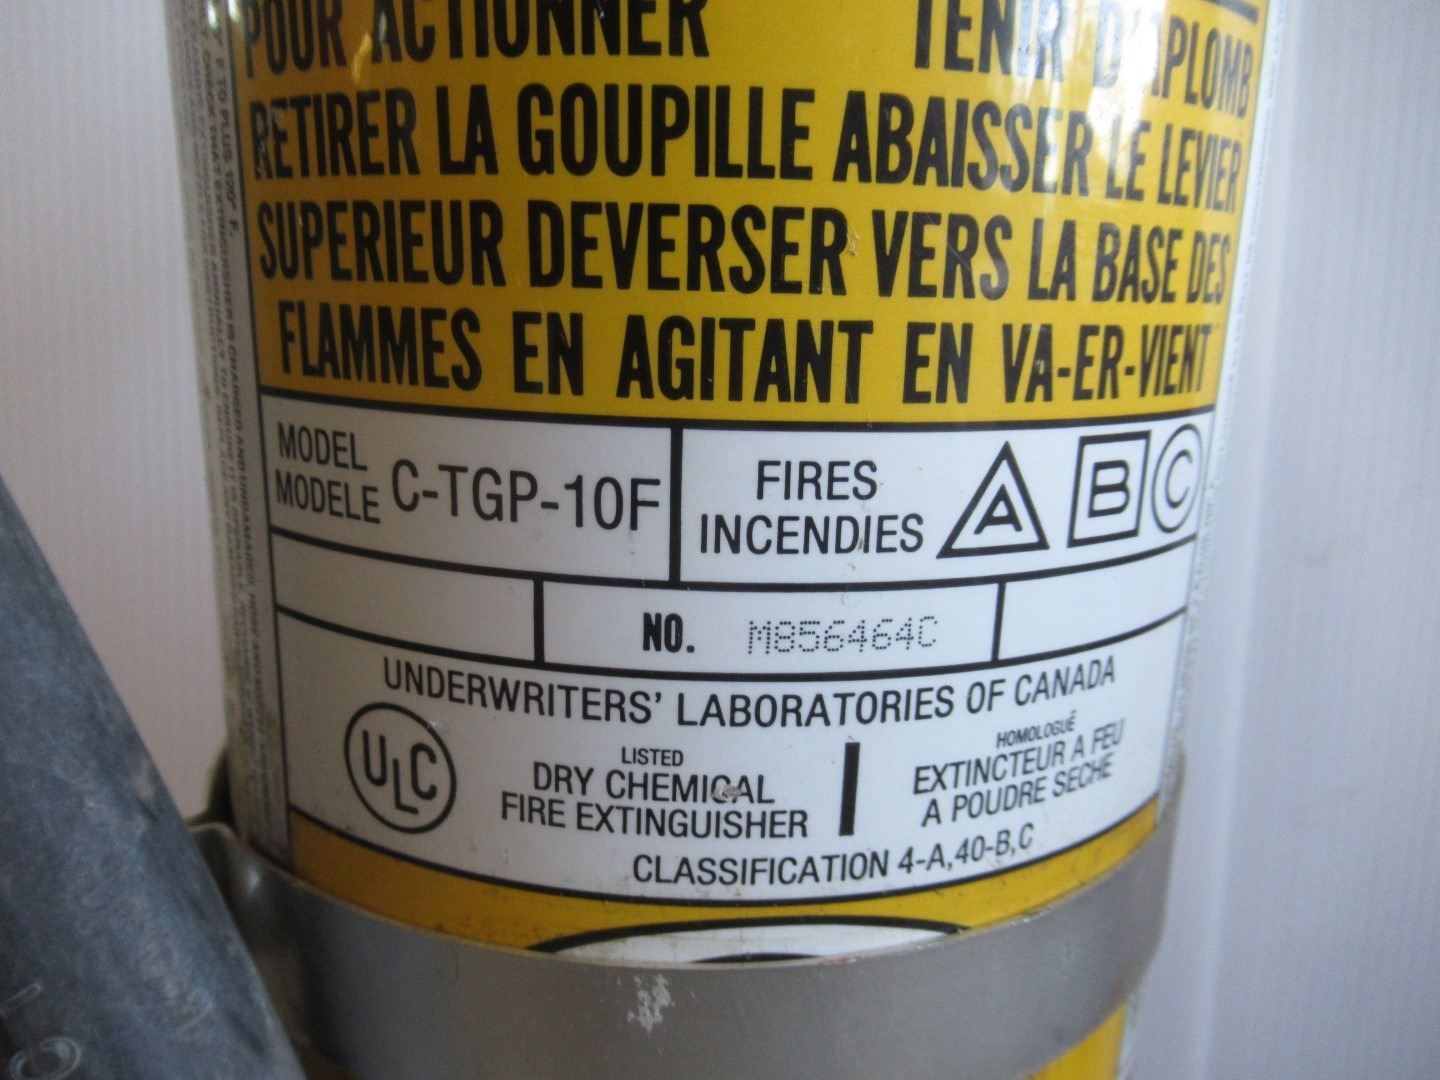 POUR ACTIONNER TENIR D'APLOMB
RETIRER LA GOUPILLE ABAISSER LE LEVIER
SUPERIEUR DEVERSER VERS LA BASE DES
FLAMMES EN AGITANT EN VA-ER-VIENT
MODEL
MODELE C-TGP-10F
FIRES
INCENDIES A B C
NO. M856464C
UNDERWRITERS' LABORATORIES OF CANADA
ULC
LISTED
DRY CHEMICAL
FIRE EXTINGUISHER
HOMOLOGUÉ
EXTINCTEUR A FEU
A POUDRE SECHE
CLASSIFICATION 4-A,40-B,C